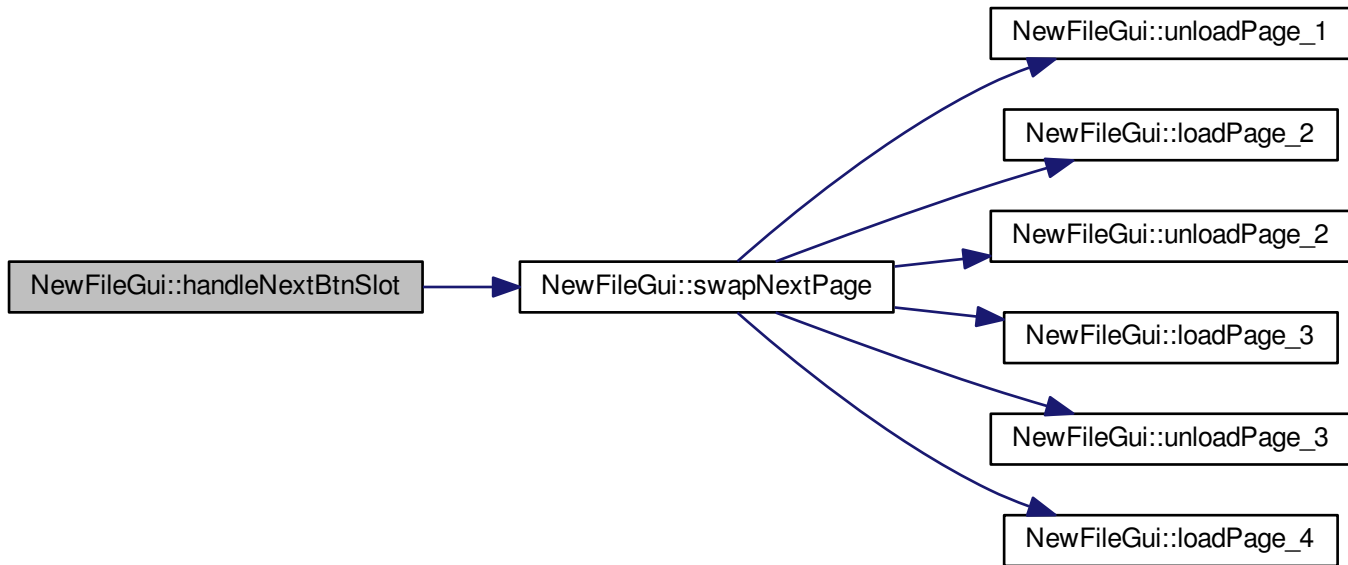 NewFileGui::handleNextBtnSlot
NewFileGui::swapNextPage
NewFileGui::unloadPage_1
NewFileGui::loadPage_2
NewFileGui::unloadPage_2
NewFileGui::loadPage_3
NewFileGui::unloadPage_3
NewFileGui::loadPage_4